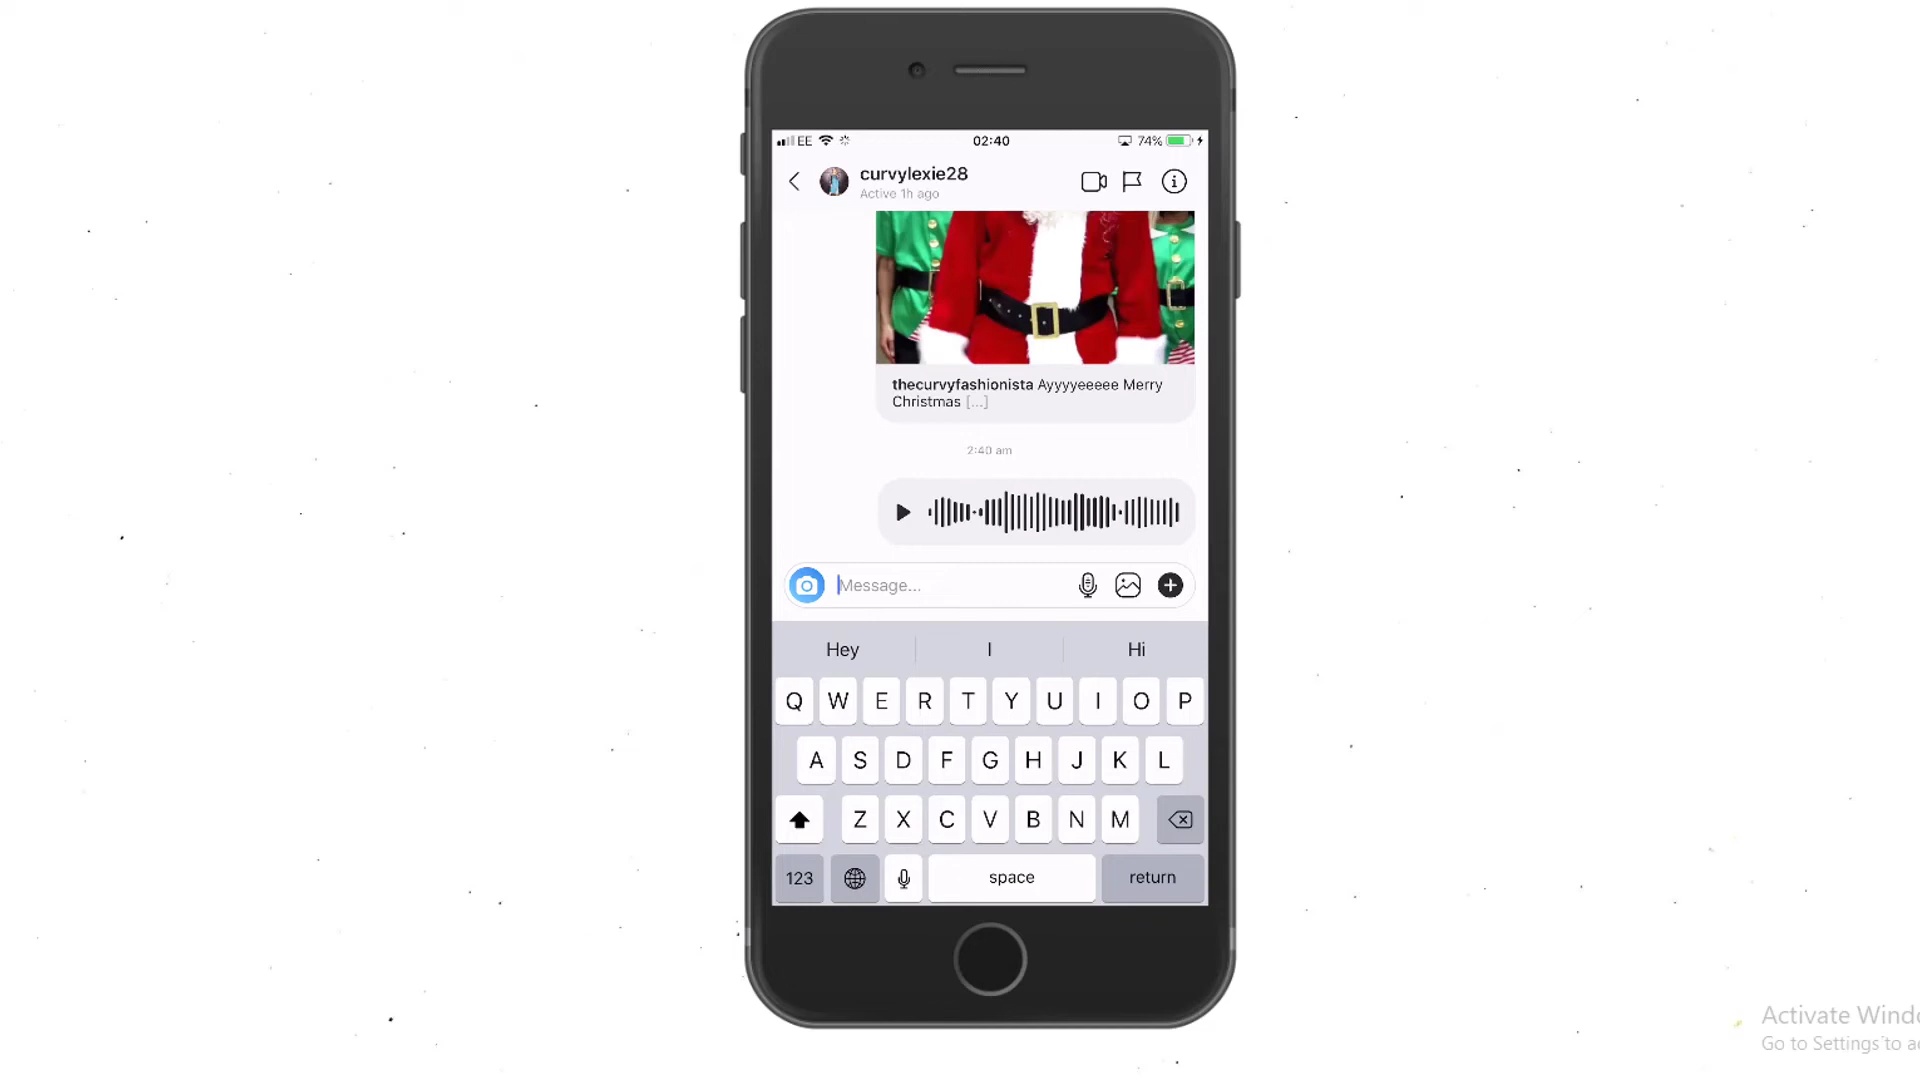 EE 02:40 74%
curvylexie28
Active 1h ago
thecurvyfashionista Ayyyyeeeee Merry
Christmas [...]
2:40 am
Message...
Hey I Hi
Q W E R T Y U I O P
A S D F G H J K L
Z X C V B N M
123 space return
Activate Windo
Go to Settings to ac